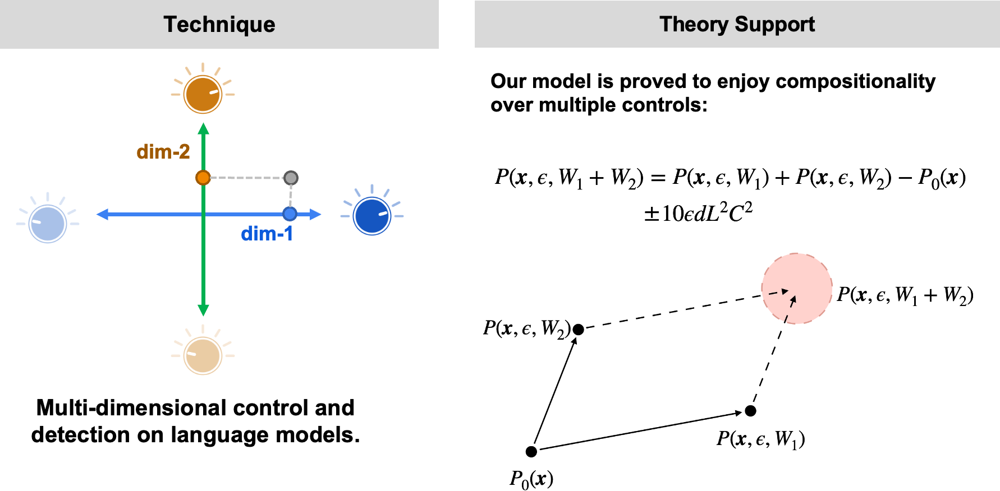 Technique
dim-2
dim-1
Multi-dimensional control and
detection on language models.
Theory Support
Our model is proved to enjoy compositionality
over multiple controls:
P(x, ϵ, W₁ + W₂) = P(x, ϵ, W₁) + P(x, ϵ, W₂) − P₀(x)
±10ϵdL²C²
P(x, ϵ, W₁ + W₂)
P(x, ϵ, W₂)
P(x, ϵ, W₁)
P₀(x)